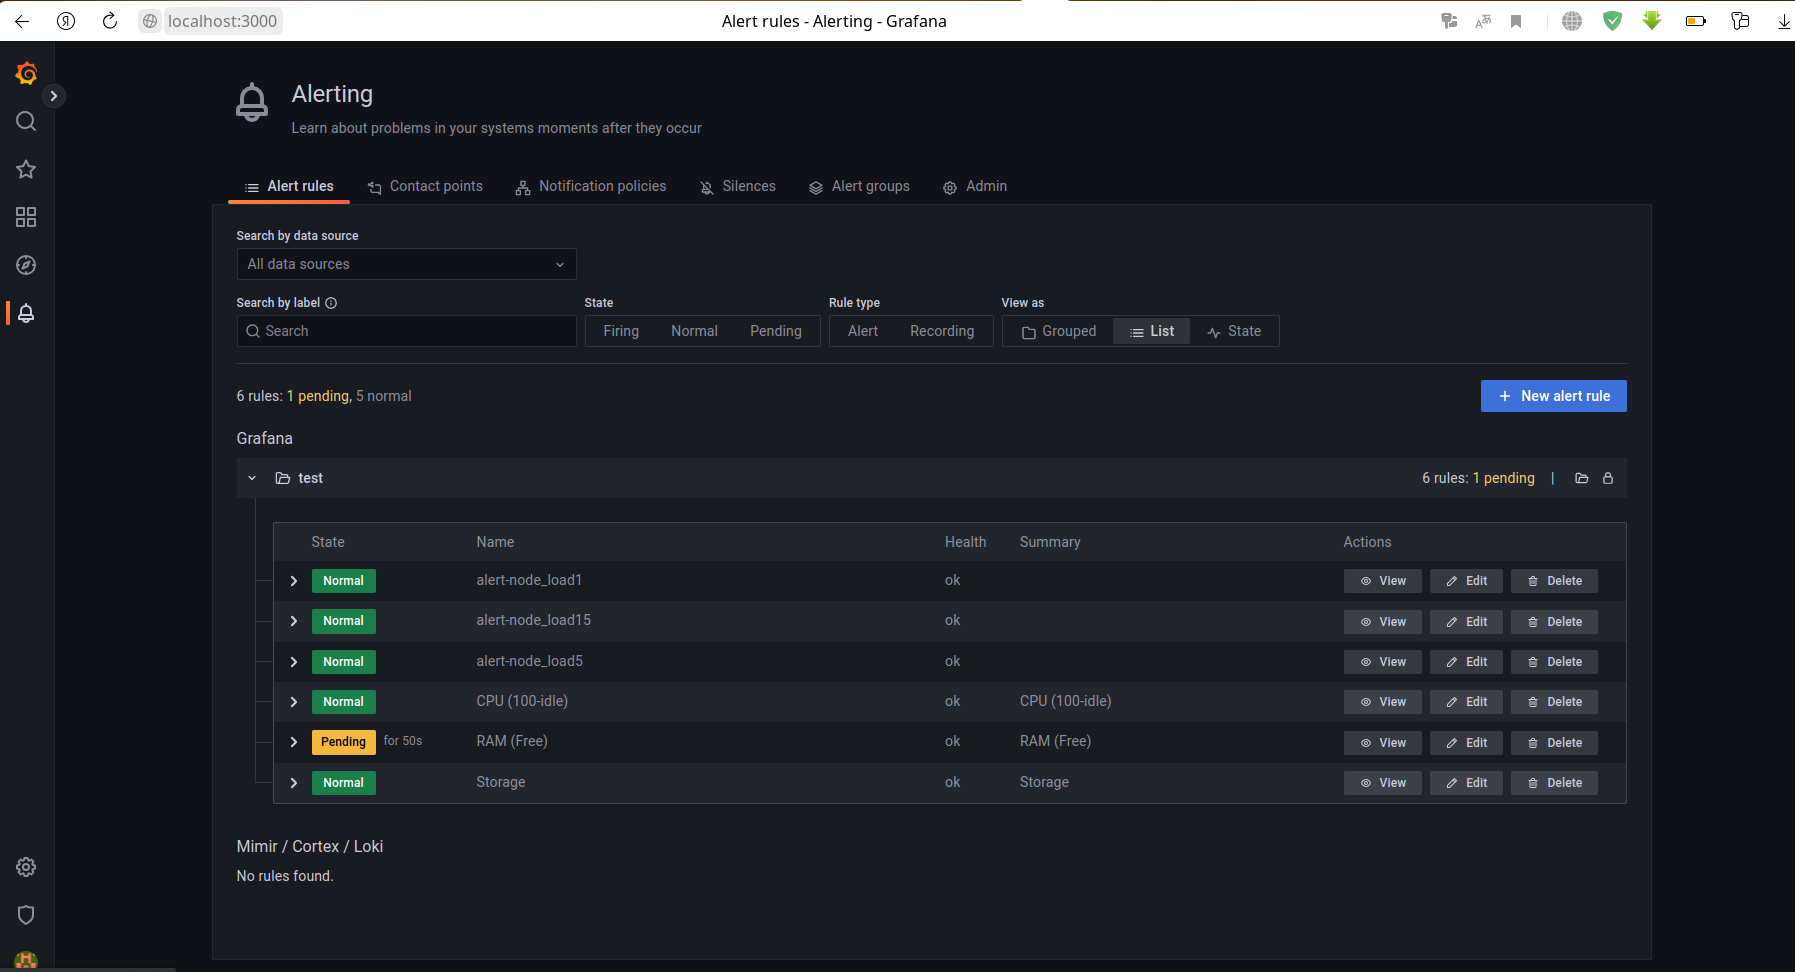 localhost:3000
Alert rules - Alerting - Grafana
Alerting
Learn about problems in your systems moments after they occur
Alert rules Contact points Notification policies Silences Alert groups Admin
Search by data source
All data sources
Search by label State Rule type View as
Search Firing Normal Pending Alert Recording Grouped List State
6 rules: 1 pending, 5 normal
New alert rule
Grafana
test 6 rules: 1 pending |
State Name Health Summary Actions
Normal alert-node_load1 ok View Edit Delete
Normal alert-node_load15 ok View Edit Delete
Normal alert-node_load5 ok View Edit Delete
Normal CPU (100-idle) ok CPU (100-idle) View Edit Delete
Pending for 50s RAM (Free) ok RAM (Free) View Edit Delete
Normal Storage ok Storage View Edit Delete
Mimir / Cortex / Loki
No rules found.